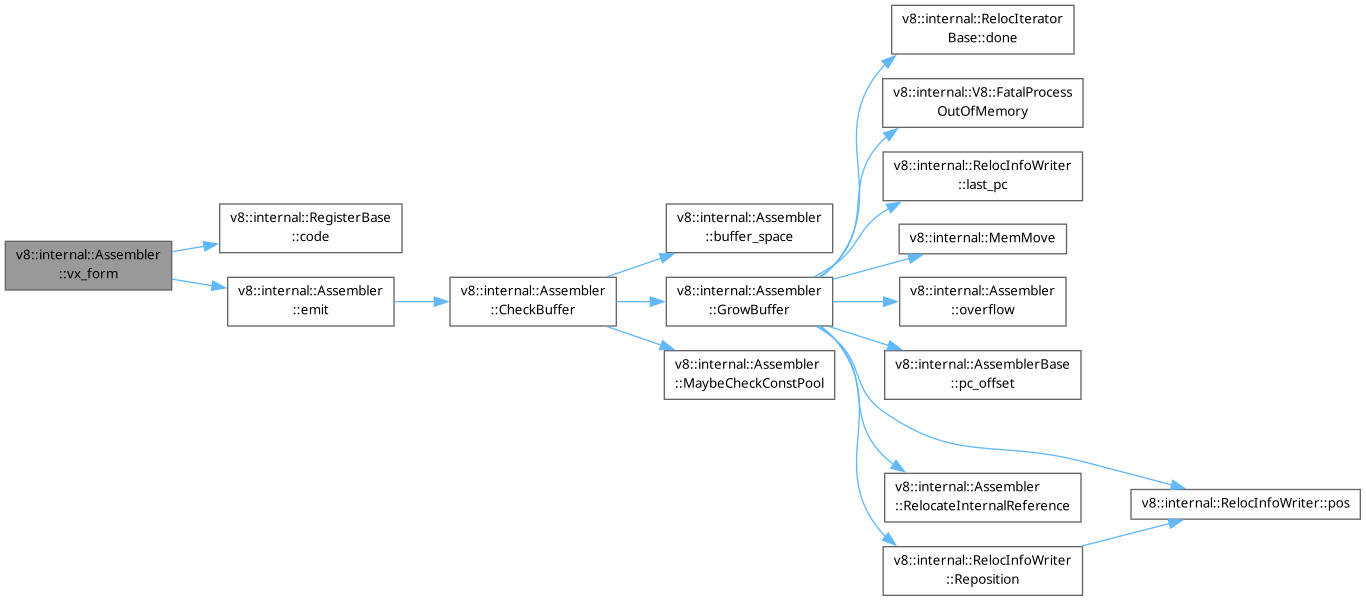 v8::internal::Assembler
::vx_form
v8::internal::RegisterBase
::code
v8::internal::Assembler
::emit
v8::internal::Assembler
::CheckBuffer
v8::internal::Assembler
::buffer_space
v8::internal::Assembler
::GrowBuffer
v8::internal::Assembler
::MaybeCheckConstPool
v8::internal::RelocIterator
Base::done
v8::internal::V8::FatalProcess
OutOfMemory
v8::internal::RelocInfoWriter
::last_pc
v8::internal::MemMove
v8::internal::Assembler
::overflow
v8::internal::AssemblerBase
::pc_offset
v8::internal::Assembler
::RelocateInternalReference
v8::internal::RelocInfoWriter
::Reposition
v8::internal::RelocInfoWriter::pos